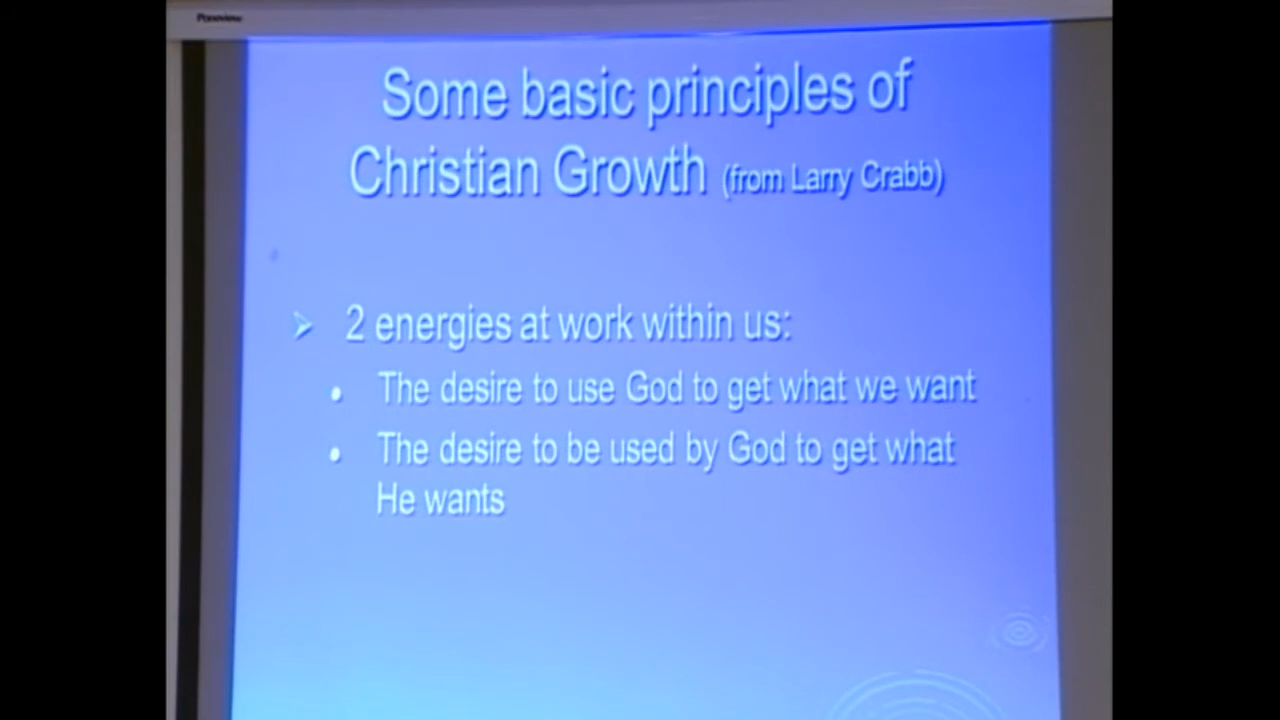 Some basic principles of
Christian Growth (from Larry Crabb)
2 energies at work within us:
The desire to use God to get what we want
The desire to be used by God to get what
He wants